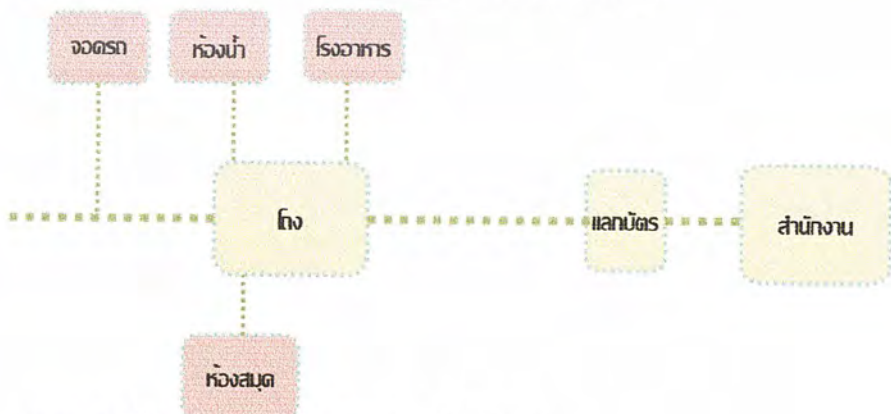 จอดรถ
ห้องน้ำ
โรงอาหาร
โถง
แลกบัตร
สำนักงาน
ห้องสมุด